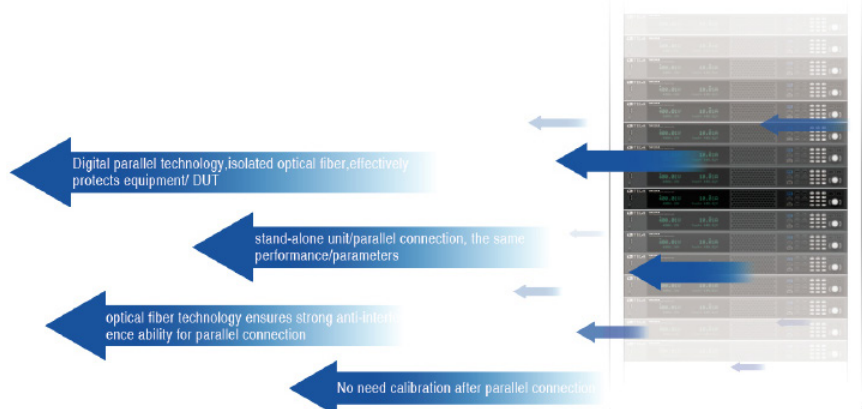 Digital parallel technology,isolated optical fiber,effectively
protects equipment/ DUT
stand-alone unit/parallel connection, the same
performance/parameters
optical fiber technology ensures strong anti-interfer
ence ability for parallel connection
No need calibration after parallel connection